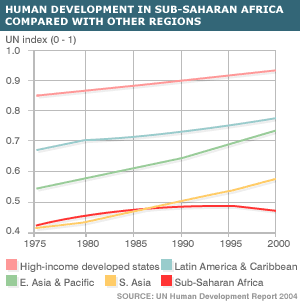 HUMAN DEVELOPMENT IN SUB-SAHARAN AFRICA
COMPARED WITH OTHER REGIONS
UN index (0 - 1)
1.0
0.9
0.8
0.7
0.6
0.5
0.4
1975 1980 1985 1990 1995 2000
High-income developed states Latin America & Caribbean
E. Asia & Pacific S. Asia Sub-Saharan Africa
SOURCE: UN Human Development Report 2004